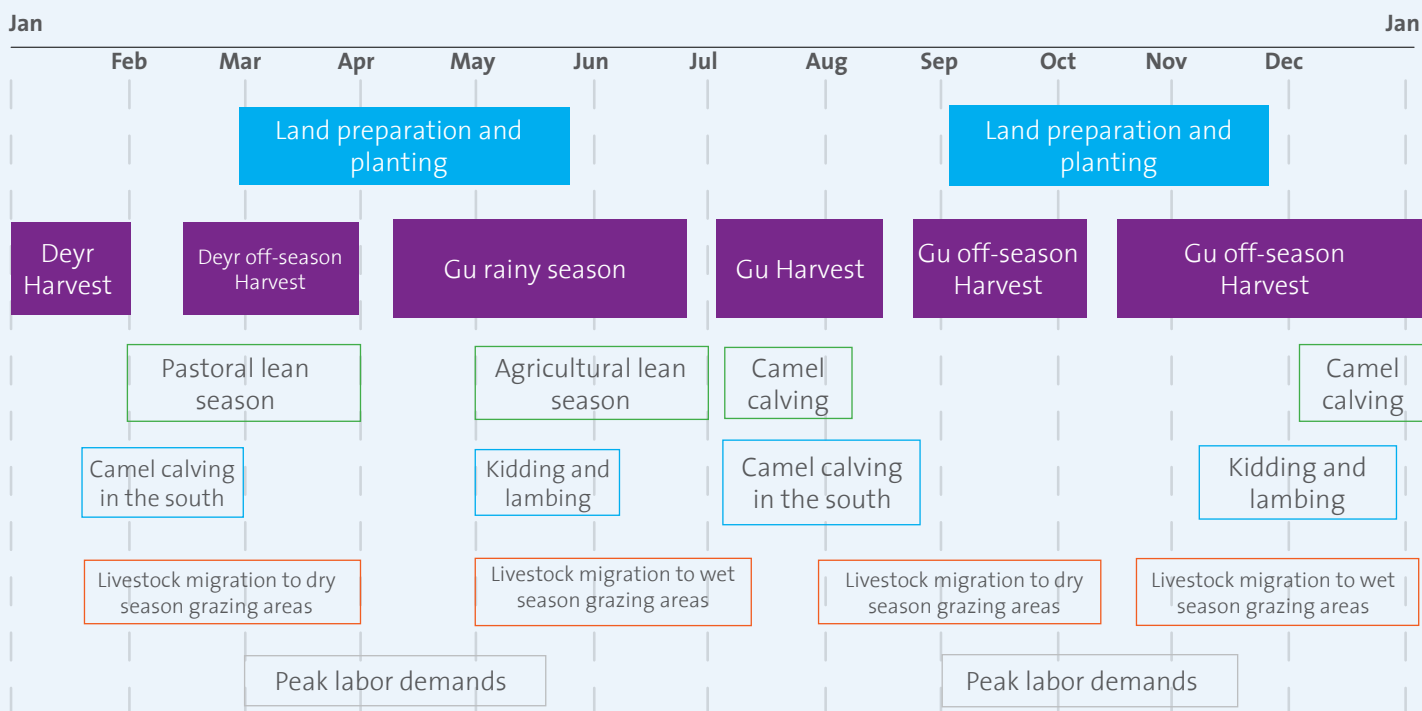 Jan Jan
Feb Mar Apr May Jun Jul Aug Sep Oct Nov Dec
Land preparation and
planting
Land preparation and
planting
Deyr
Harvest
Deyr off-season
Harvest
Gu rainy season
Gu Harvest
Gu off-season
Harvest
Gu off-season
Harvest
Pastoral lean
season
Agricultural lean
season
Camel
calving
Camel
calving
Camel calving
in the south
Kidding and
lambing
Camel calving
in the south
Kidding and
lambing
Livestock migration to dry
season grazing areas
Livestock migration to wet
season grazing areas
Livestock migration to dry
season grazing areas
Livestock migration to wet
season grazing areas
Peak labor demands
Peak labor demands